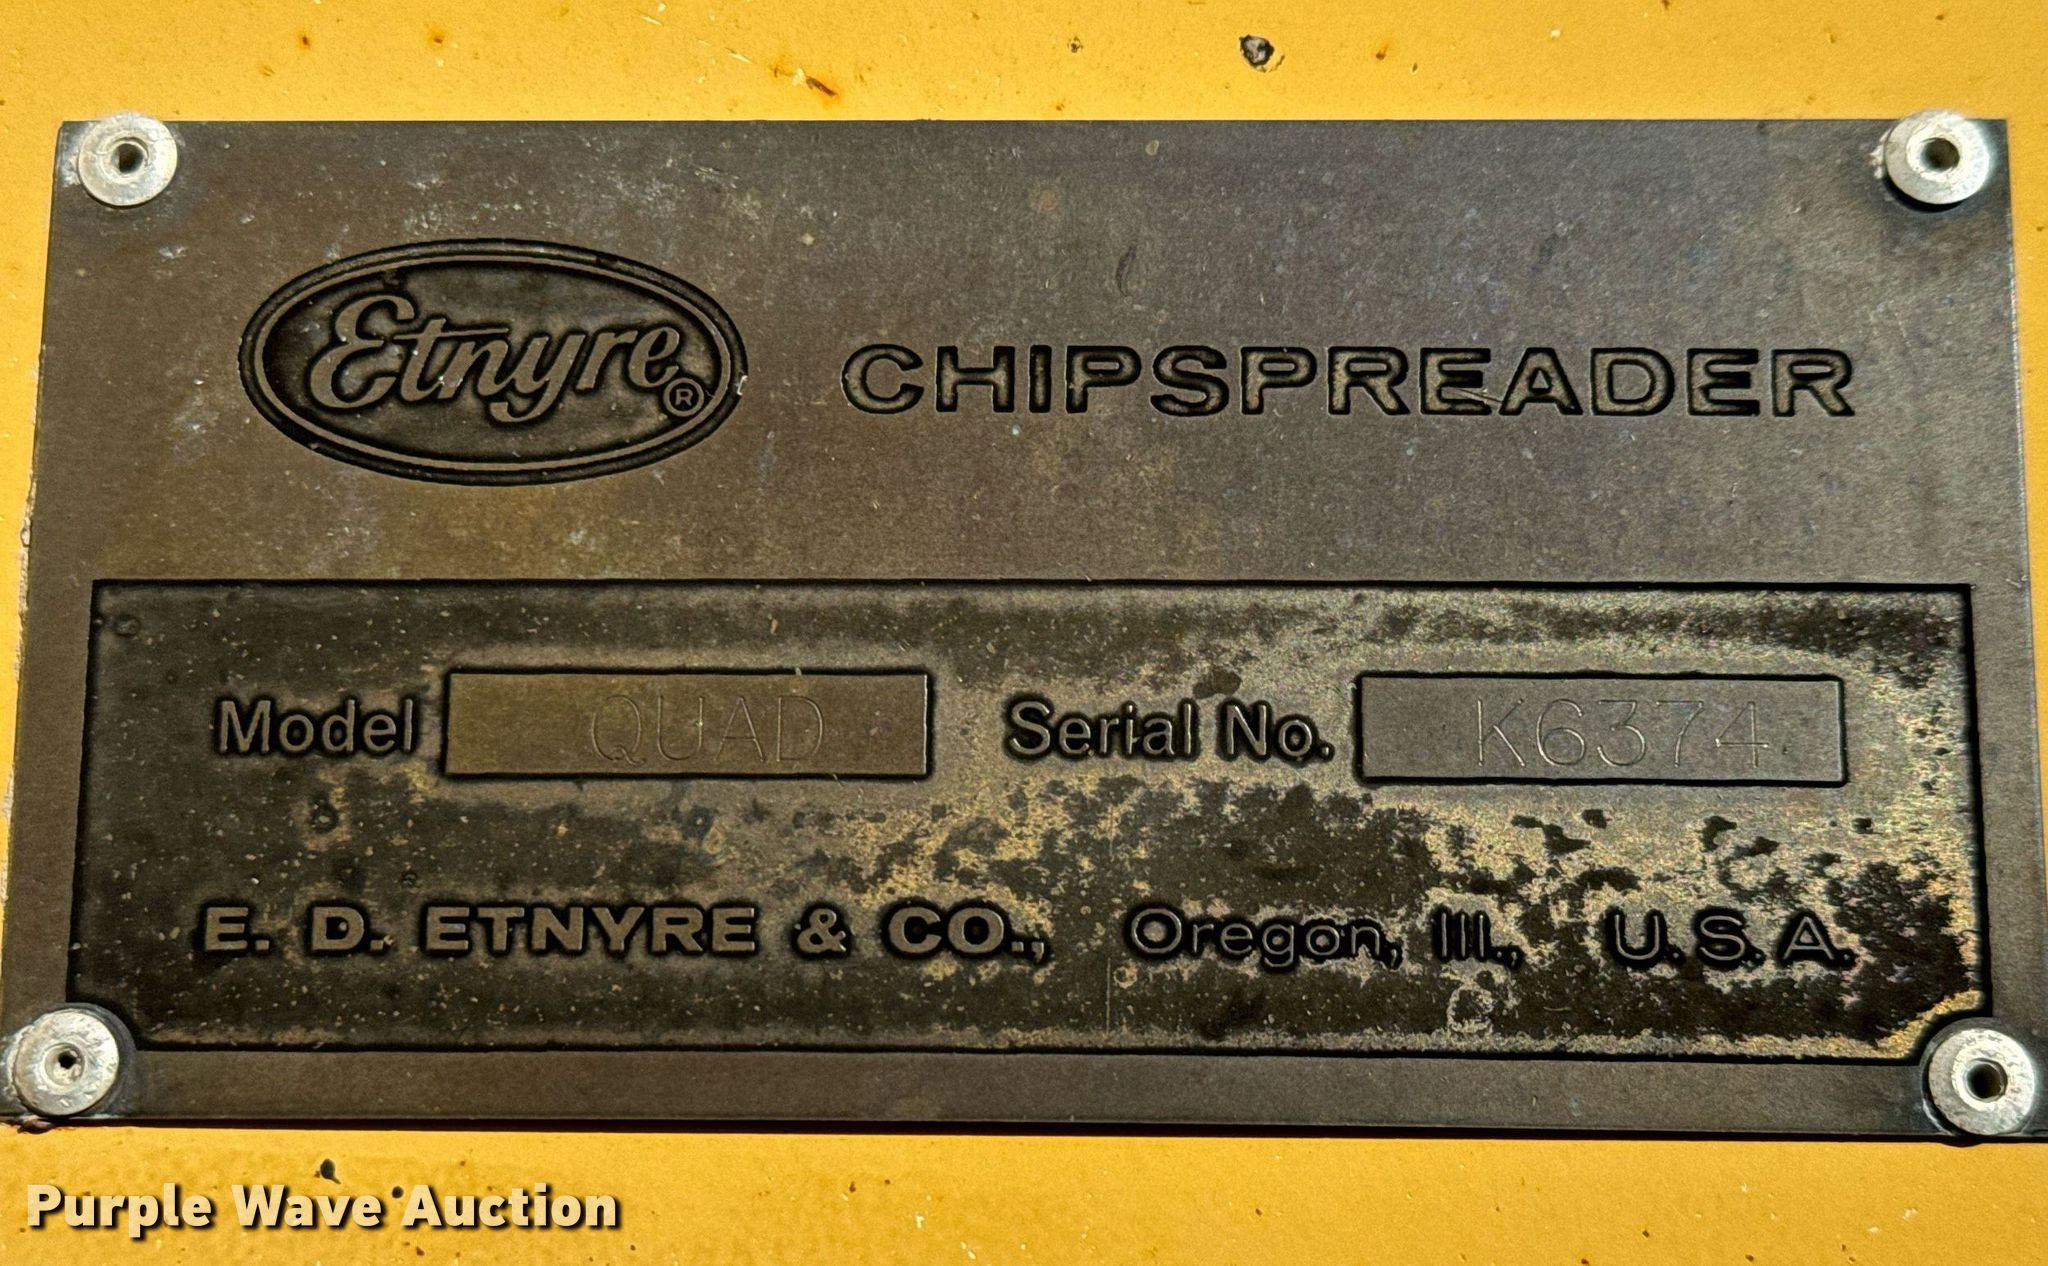 Etnyre® CHIPSPREADER
Model QUAD Serial No. K6374
E. D. ETNYRE & CO., Oregon, Ill., U.S.A.
Purple Wave Auction